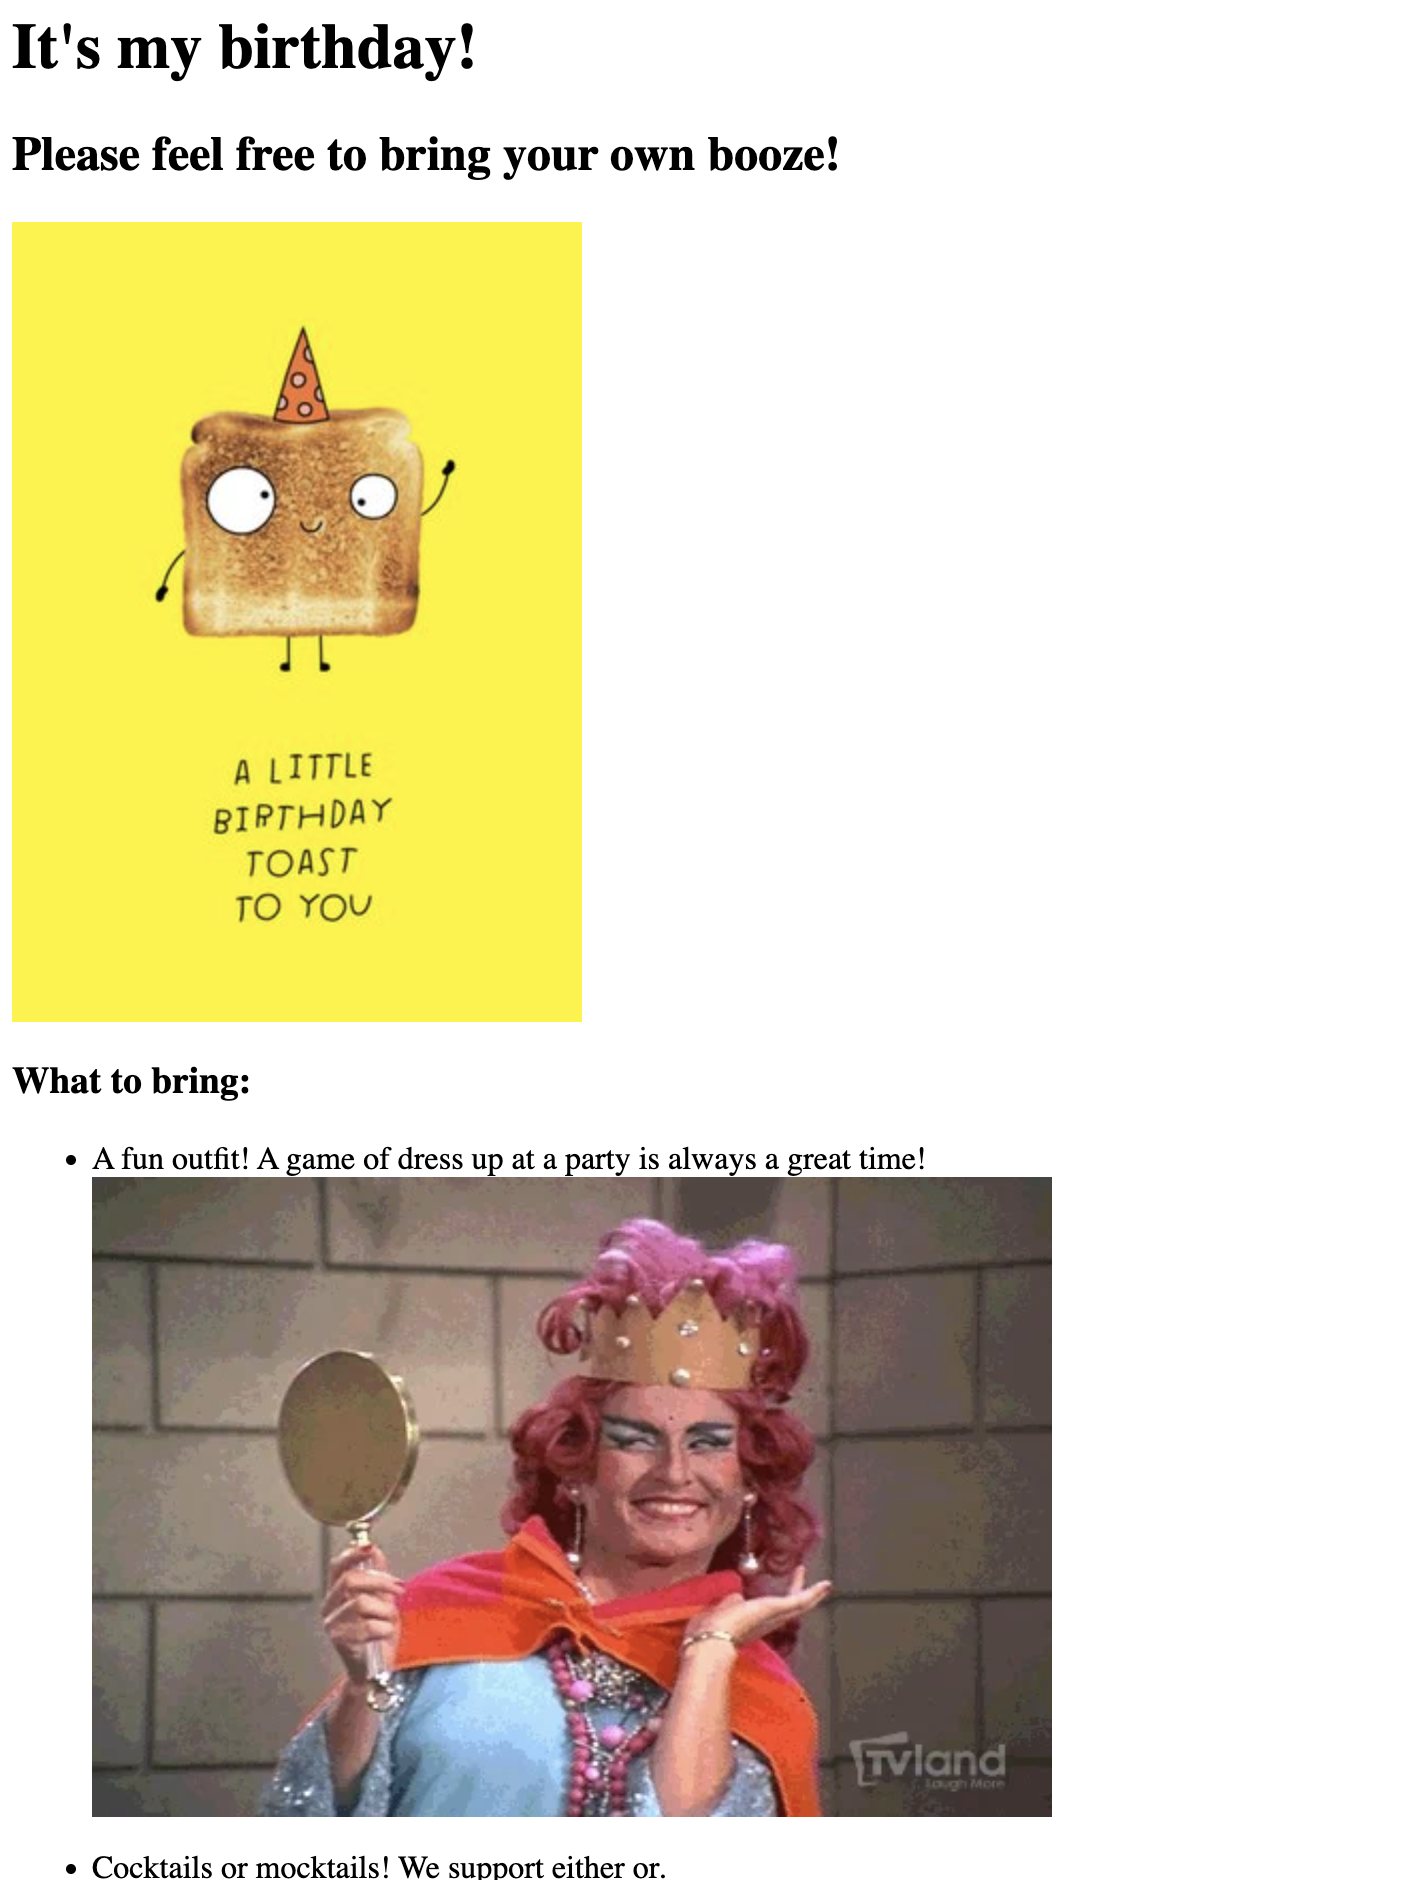 It's my birthday!
Please feel free to bring your own booze!
A LITTLE
BIRTHDAY
TOAST
TO YOU
What to bring:
A fun outfit! A game of dress up at a party is always a great time!
TVland
Laugh More
Cocktails or mocktails! We support either or.